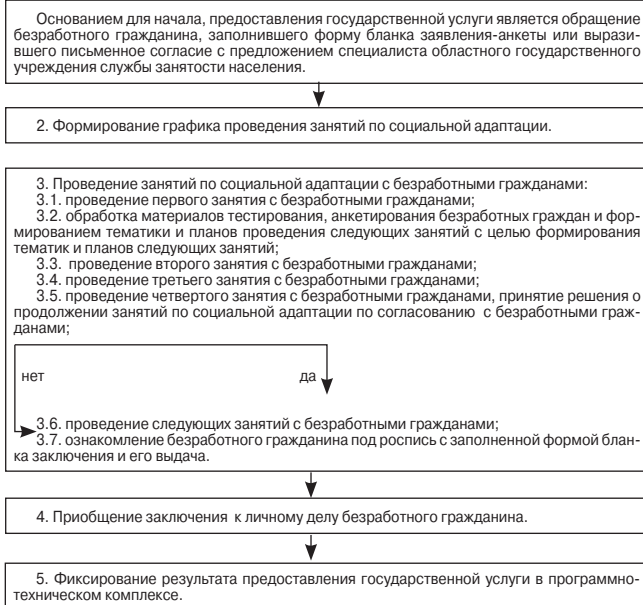 Основанием для начала, предоставления государственной услуги является обращение
безработного гражданина, заполнившего форму бланка заявления-анкеты или вырази-
вшего письменное согласие с предложением специалиста областного государственного
учреждения службы занятости населения.
2. Формирование графика проведения занятий по социальной адаптации.
3. Проведение занятий по социальной адаптации с безработными гражданами:
3.1. проведение первого занятия с безработными гражданами;
3.2. обработка материалов тестирования, анкетирования безработных граждан и фор-
мированием тематики и планов проведения следующих занятий с целью формирования
тематик и планов следующих занятий;
3.3. проведение второго занятия с безработными гражданами;
3.4. проведение третьего занятия с безработными гражданами;
3.5. проведение четвертого занятия с безработными гражданами, принятие решения о
продолжении занятий по социальной адаптации по согласованию с безработными граж-
данами;
нет да
3.6. проведение следующих занятий с безработными гражданами;
3.7. ознакомление безработного гражданина под роспись с заполненной формой блан-
ка заключения и его выдача.
4. Приобщение заключения к личному делу безработного гражданина.
5. Фиксирование результата предоставления государственной услуги в программно-
техническом комплексе.